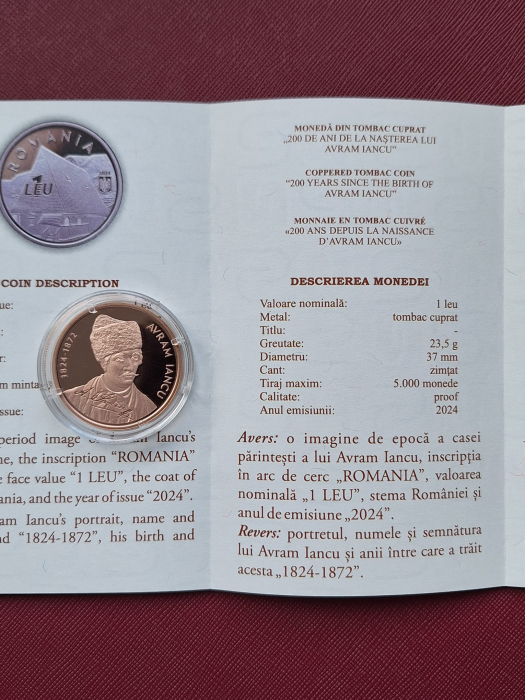 ROMANIA
1 LEU
2024
COIN DESCRIPTION
ue:
l:
r:
m mintage
ssue:
1824-1872
AVRAM IANCU
period image of Iancu's
e, the inscription "ROMANIA"
e face value "1 LEU", the coat of
ania, and the year of issue "2024".
am Iancu's portrait, name and
d "1824-1872", his birth and
MONEDĂ DIN TOMBAC CUPRAT
„200 DE ANI DE LA NAȘTEREA LUI
AVRAM IANCU"
COPPERED TOMBAC COIN
"200 YEARS SINCE THE BIRTH OF
AVRAM IANCU"
MONNAIE EN TOMBAC CUIVRÉ
«200 ANS DEPUIS LA NAISSANCE
D'AVRAM IANCU»
DESCRIEREA MONEDEI
Valoare nominală: 1 leu
Metal: tombac cuprat
Titlu: -
Greutate: 23,5 g
Diametru: 37 mm
Cant: zimțat
Tiraj maxim: 5.000 monede
Calitate: proof
Anul emisiunii: 2024
Avers: o imagine de epocă a casei
părintești a lui Avram Iancu, inscripția
în arc de cerc „ROMANIA", valoarea
nominală „1 LEU", stema României și
anul de emisiune „2024".
Revers: portretul, numele și semnătura
lui Avram Iancu și anii între care a trăit
acesta „1824-1872".